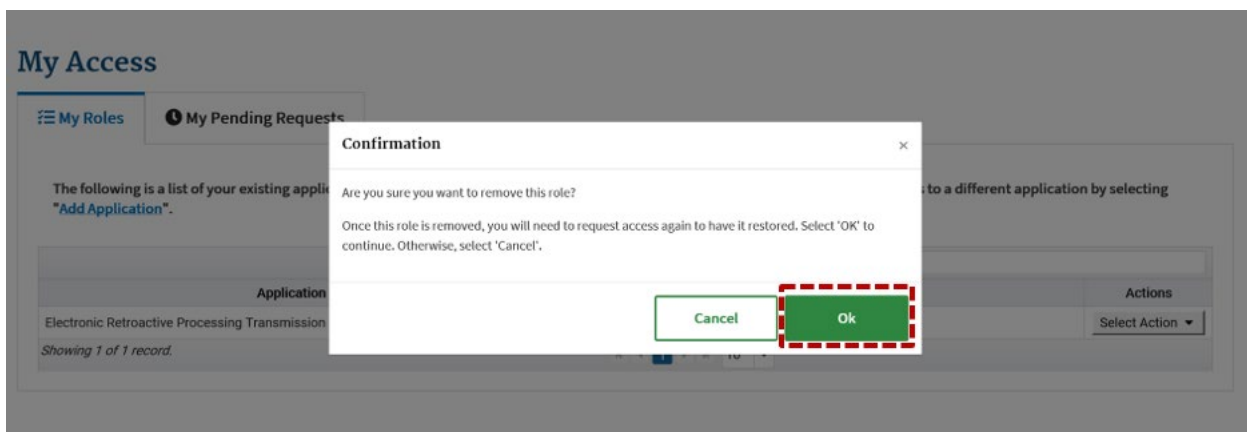 My Access
My Roles
My Pending Requests
Confirmation
×
The following is a list of your existing applic
Are you sure you want to remove this role?
to a different application by selecting
"Add Application".
Once this role is removed, you will need to request access again to have it restored. Select 'OK' to
continue. Otherwise, select 'Cancel'.
Application
Cancel
Ok
Actions
Electronic Retroactive Processing Transmission
Select Action
Showing 1 of 1 record.